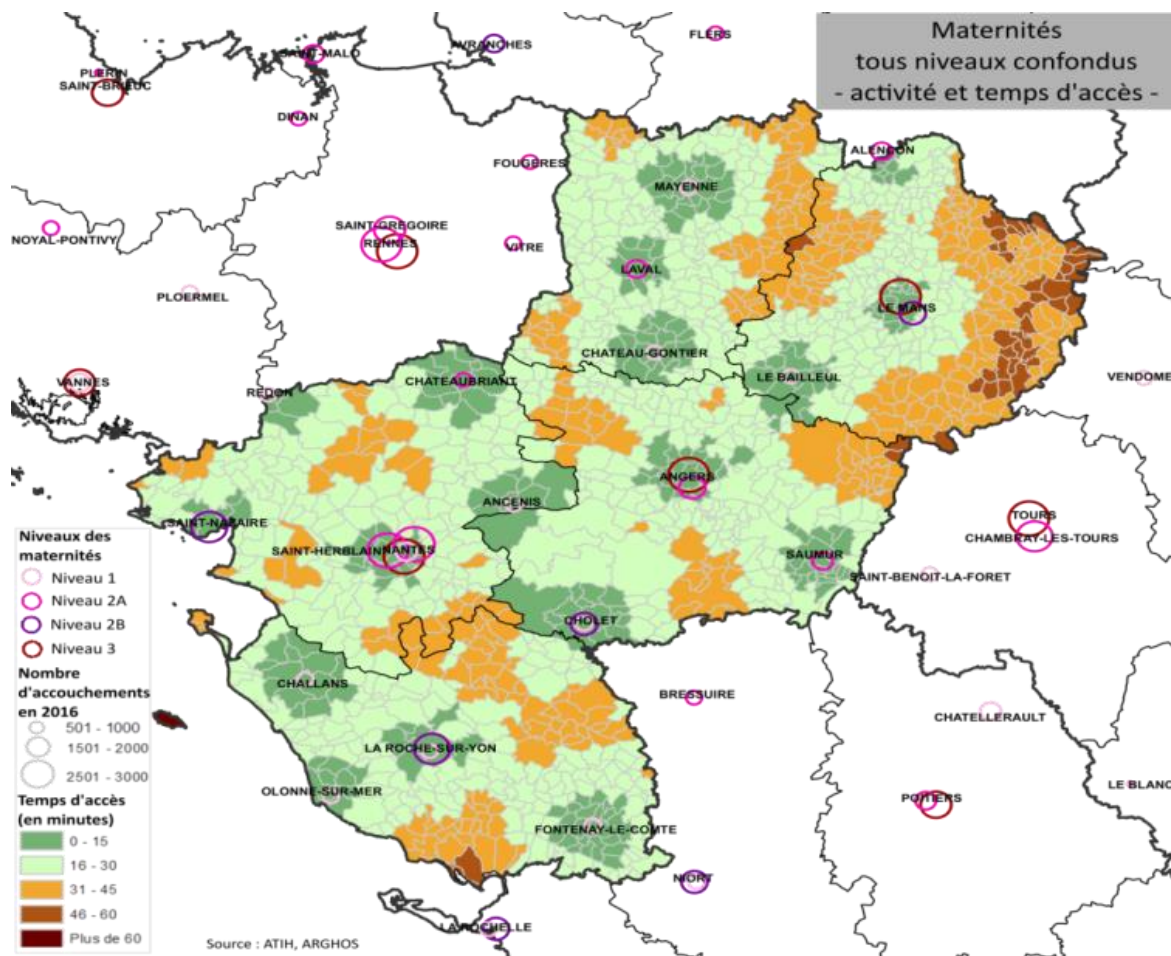 Maternités
tous niveaux confondus
- activité et temps d'accès -
FLERS
AVRANCHES
SAINT-MALO
PLERIN
SAINT-BRIEUC
DINAN
ALENÇON
FOUGERES
MAYENNE
SAINT-GREGOIRE
NOYAL-PONTIVY
RENNES
VITRE
LAVAL
PLOERMEL
LE MANS
CHATEAU-GONTIER
VANNES
CHATEAUBRIANT
LE BAILLEUL
VENDOME
REDON
ANGERS
ANCENIS
SAINT-NAZAIRE
TOURS
CHAMBRAY-LES-TOURS
SAINT-HERBLAIN
NANTES
SAUMUR
SAINT-BENOIT-LA-FORET
CHOLET
CHALLANS
BRESSUIRE
CHATELLERAULT
LA ROCHE-SUR-YON
OLONNE-SUR-MER
LE BLANC
POITIERS
FONTENAY-LE-COMTE
NIORT
LA ROCHELLE
Niveaux des
maternités
Niveau 1
Niveau 2A
Niveau 2B
Niveau 3
Nombre
d'accouchements
en 2016
501 - 1000
1501 - 2000
2501 - 3000
Temps d'accès
(en minutes)
0 - 15
16 - 30
31 - 45
46 - 60
Plus de 60
Source : ATIH, ARGHOS